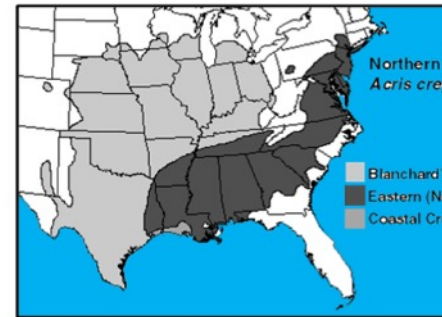 Northern
Acris cre
Blanchard
Eastern (N
Coastal Cr